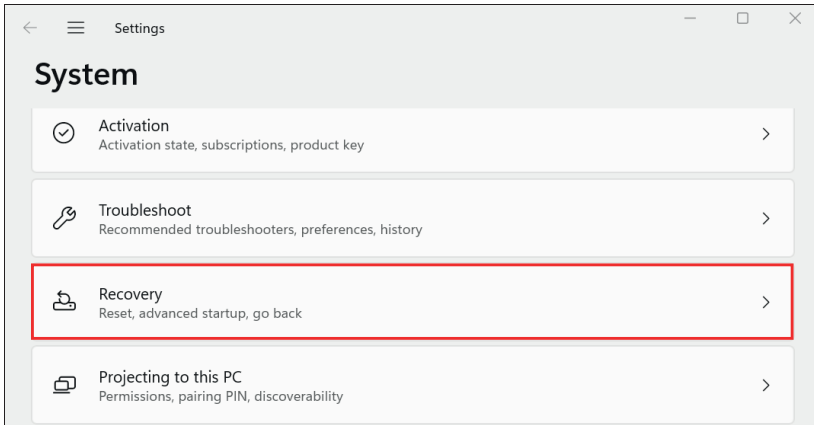 Settings
System
Activation
Activation state, subscriptions, product key
Troubleshoot
Recommended troubleshooters, preferences, history
Recovery
Reset, advanced startup, go back
Projecting to this PC
Permissions, pairing PIN, discoverability